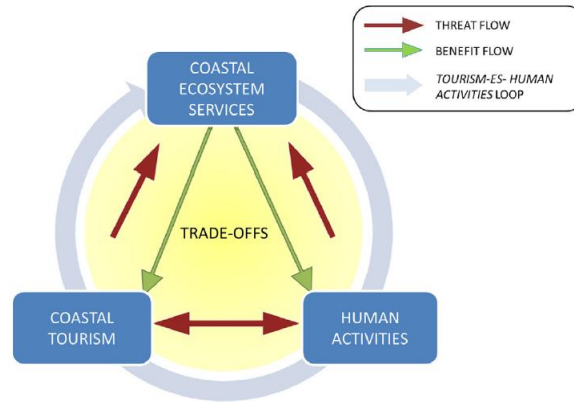 THREAT FLOW
BENEFIT FLOW
TOURISM-ES- HUMAN
ACTIVITIES LOOP
COASTAL
ECOSYSTEM
SERVICES
TRADE-OFFS
COASTAL
TOURISM
HUMAN
ACTIVITIES